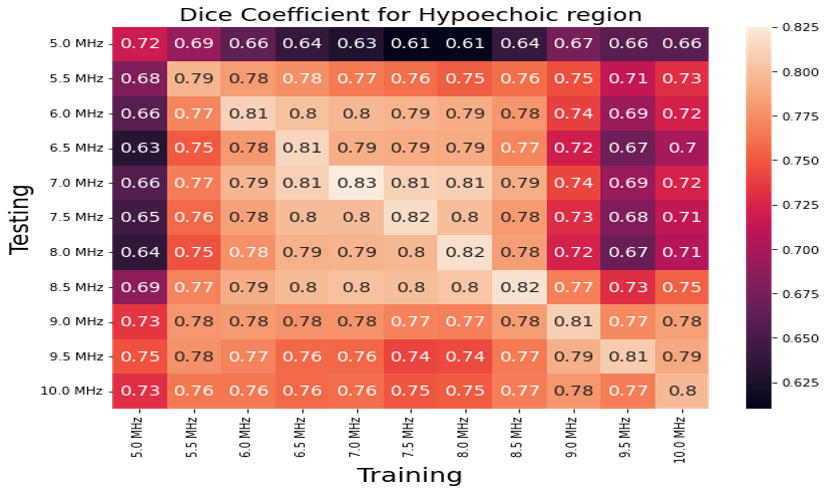 Dice Coefficient for Hypoechoic region
5.0 MHz 0.72 0.69 0.66 0.64 0.63 0.61 0.61 0.64 0.67 0.66 0.66
5.5 MHz 0.68 0.79 0.78 0.78 0.77 0.76 0.75 0.76 0.75 0.71 0.73
6.0 MHz 0.66 0.77 0.81 0.8 0.8 0.79 0.79 0.78 0.74 0.69 0.72
6.5 MHz 0.63 0.75 0.78 0.81 0.79 0.79 0.79 0.77 0.72 0.67 0.7
7.0 MHz 0.66 0.77 0.79 0.81 0.83 0.81 0.81 0.79 0.74 0.69 0.72
7.5 MHz 0.65 0.76 0.78 0.8 0.8 0.82 0.8 0.78 0.73 0.68 0.71
8.0 MHz 0.64 0.75 0.78 0.79 0.79 0.8 0.82 0.78 0.72 0.67 0.71
8.5 MHz 0.69 0.77 0.79 0.8 0.8 0.8 0.8 0.82 0.77 0.73 0.75
9.0 MHz 0.73 0.78 0.78 0.78 0.78 0.77 0.77 0.78 0.81 0.77 0.78
9.5 MHz 0.75 0.78 0.77 0.76 0.76 0.74 0.74 0.77 0.79 0.81 0.79
10.0 MHz 0.73 0.76 0.76 0.76 0.76 0.75 0.75 0.77 0.78 0.77 0.8
Testing
5.0 MHz 5.5 MHz 6.0 MHz 6.5 MHz 7.0 MHz 7.5 MHz 8.0 MHz 8.5 MHz 9.0 MHz 9.5 MHz 10.0 MHz
Training
0.825
0.800
0.775
0.750
0.725
0.700
0.675
0.650
0.625